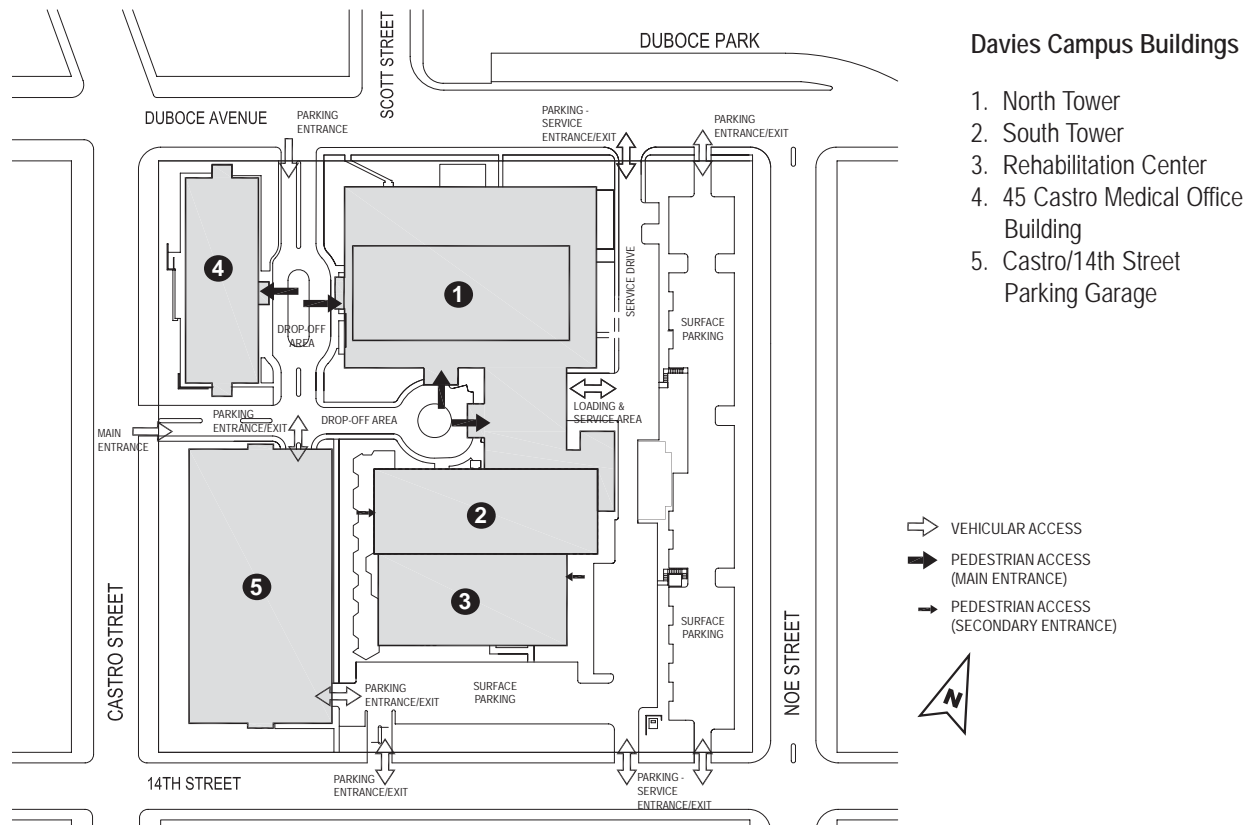 DUBOCE PARK
SCOTT STREET
DUBOCE AVENUE
PARKING
ENTRANCE
PARKING -
SERVICE
ENTRANCE/EXIT
PARKING
ENTRANCE/EXIT
4
1
DROP-OFF
AREA
SERVICE DRIVE
SURFACE
PARKING
PARKING
ENTRANCE/EXIT
DROP-OFF AREA
LOADING &
SERVICE AREA
MAIN
ENTRANCE
2
5
3
CASTRO STREET
SURFACE
PARKING
NOE STREET
PARKING
ENTRANCE/EXIT
SURFACE
PARKING
14TH STREET
PARKING
ENTRANCE/EXIT
PARKING -
SERVICE
ENTRANCE/EXIT
Davies Campus Buildings
1. North Tower
2. South Tower
3. Rehabilitation Center
4. 45 Castro Medical Office
Building
5. Castro/14th Street
Parking Garage
VEHICULAR ACCESS
PEDESTRIAN ACCESS
(MAIN ENTRANCE)
PEDESTRIAN ACCESS
(SECONDARY ENTRANCE)
N